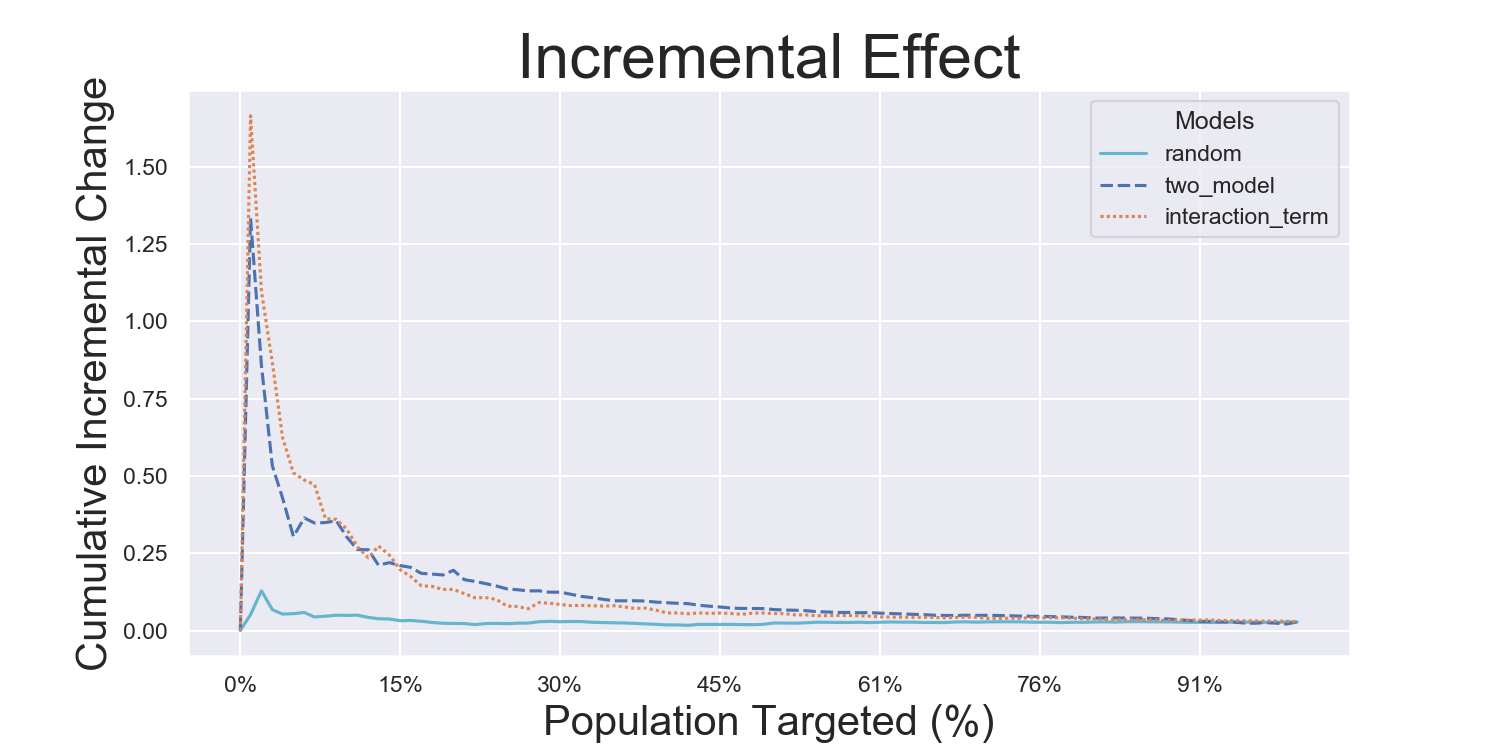 Incremental Effect
Cumulative Incremental Change
1.50
1.25
1.00
0.75
0.50
0.25
0.00
Models
random
two_model
interaction_term
0%
15%
30%
45%
61%
76%
91%
Population Targeted (%)